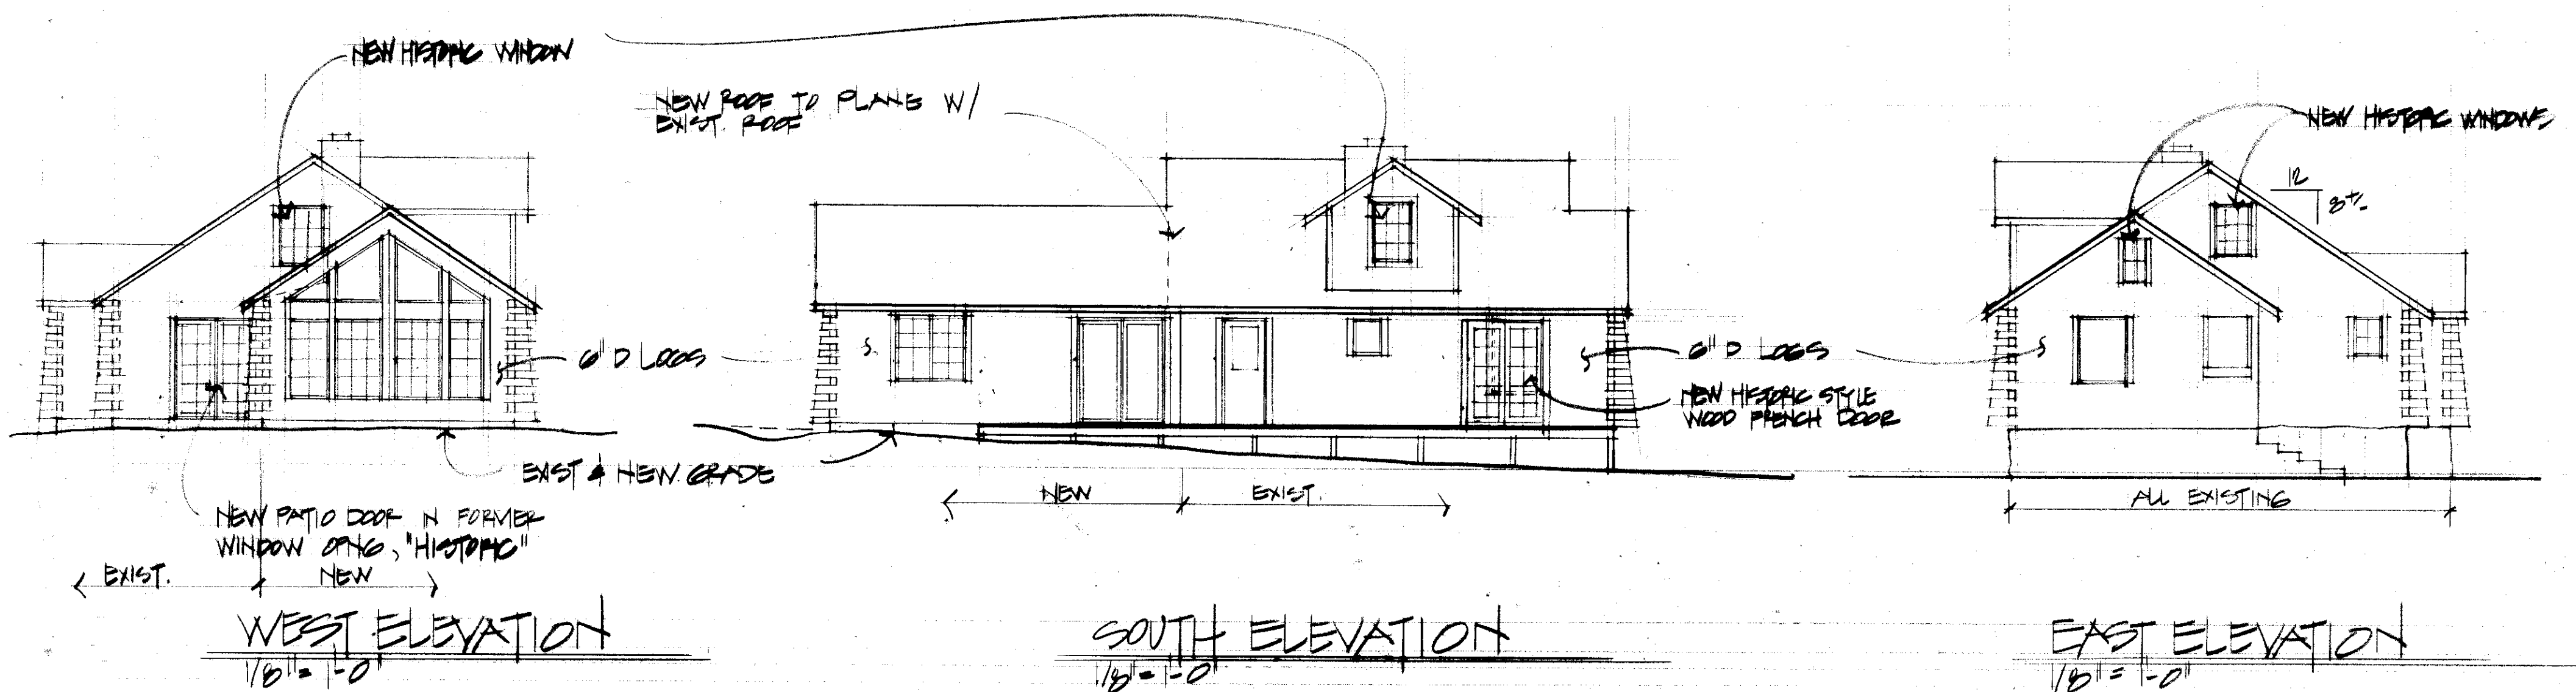 NEW HISTORIC WINDOW
NEW ROOF TO PLANE W/
EXIST. ROOF
NEW HISTORIC WINDOWS
12
8+/-
6" D LOGS
6" D LOGS
NEW HISTORIC STYLE
WOOD FRENCH DOOR
EXIST & NEW GRADE
NEW PATIO DOOR IN FORMER
WINDOW OPNG, "HISTORIC"
EXIST.
NEW
NEW
EXIST.
ALL EXISTING
WEST ELEVATION
1/8" = 1'-0"
SOUTH ELEVATION
1/8" = 1'-0"
EAST ELEVATION
1/8" = 1'-0"